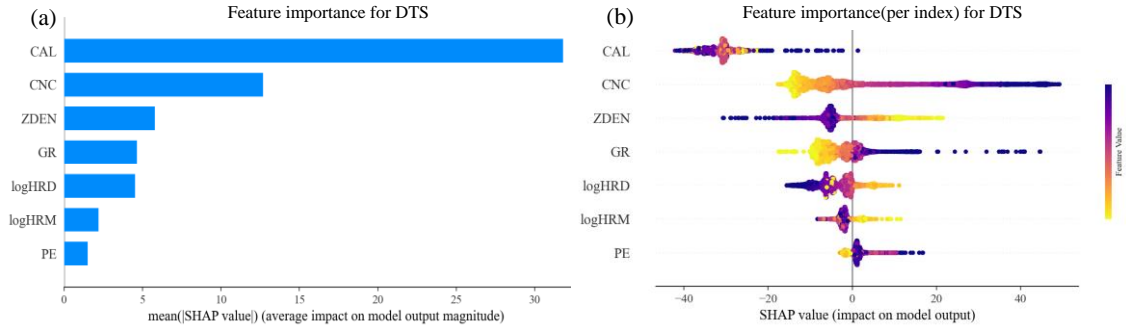 (a)
Feature importance for DTS
CAL
CNC
ZDEN
GR
logHRD
logHRM
PE
0 5 10 15 20 25 30
mean(|SHAP value|) (average impact on model output magnitude)
(b)
Feature importance(per index) for DTS
CAL
CNC
ZDEN
GR
logHRD
logHRM
PE
−40 −20 0 20 40
SHAP value (impact on model output)
Feature Value